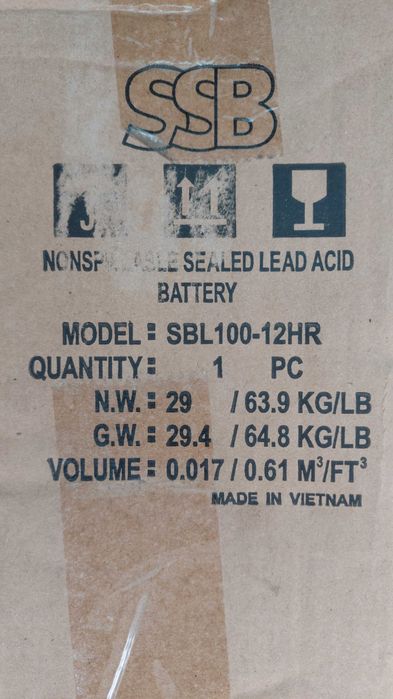 SSB
SEALED LEAD ACID
BATTERY
MODEL : SBL100-12HR
QUANTITY : 1 PC
N.W. : 29 / 63.9 KG/LB
G.W. : 29.4 / 64.8 KG/LB
VOLUME : 0.017 / 0.61 M³/FT³
MADE IN VIETNAM